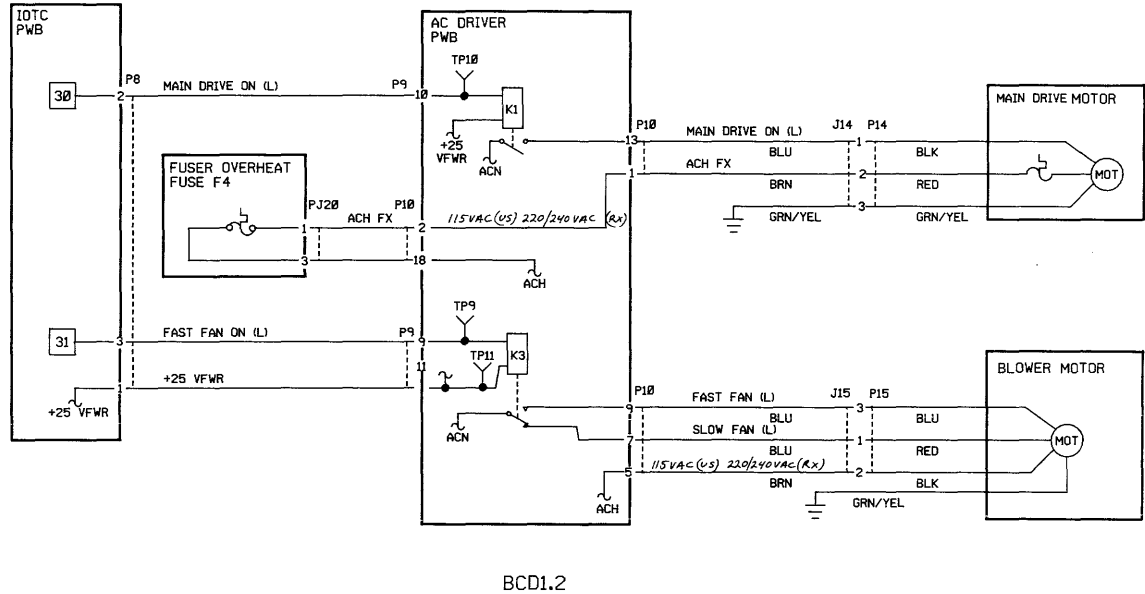 IOTC
PWB
AC DRIVER
PWB
TP10
P8
MAIN DRIVE ON (L)
P9
30
2
10
K1
MAIN DRIVE MOTOR
+25
VFWR
ACN
P10
13
MAIN DRIVE ON (L)
J14
P14
1
BLU
BLK
FUSER OVERHEAT
FUSE F4
1
ACH FX
2
MOT
BRN
RED
PJ20
ACH FX
P10
115VAC (US) 220/240 VAC (RX)
1
2
3
GRN/YEL
GRN/YEL
3
18
ACH
TP9
31
3
FAST FAN ON (L)
P9
9
K3
TP11
11
BLOWER MOTOR
+25 VFWR
1
+25 VFWR
P10
FAST FAN (L)
J15
P15
9
3
ACN
BLU
BLU
SLOW FAN (L)
7
1
MOT
BLU
RED
115VAC (US) 220/240VAC (RX)
5
2
BRN
BLK
ACH
GRN/YEL
BCD1.2